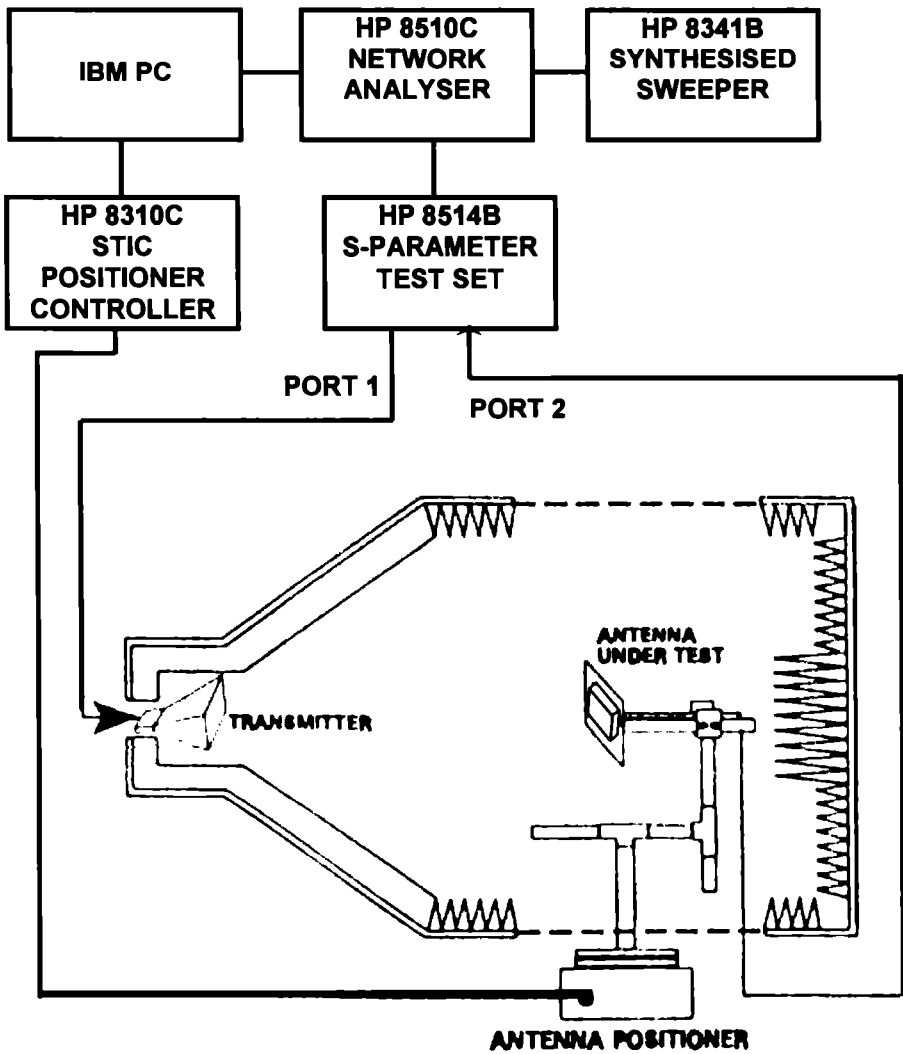 IBM PC
HP 8510C
NETWORK
ANALYSER
HP 8341B
SYNTHESISED
SWEEPER
HP 8310C
STIC
POSITIONER
CONTROLLER
HP 8514B
S-PARAMETER
TEST SET
PORT 1
PORT 2
ANTENNA
UNDER TEST
TRANSMITTER
ANTENNA POSITIONER